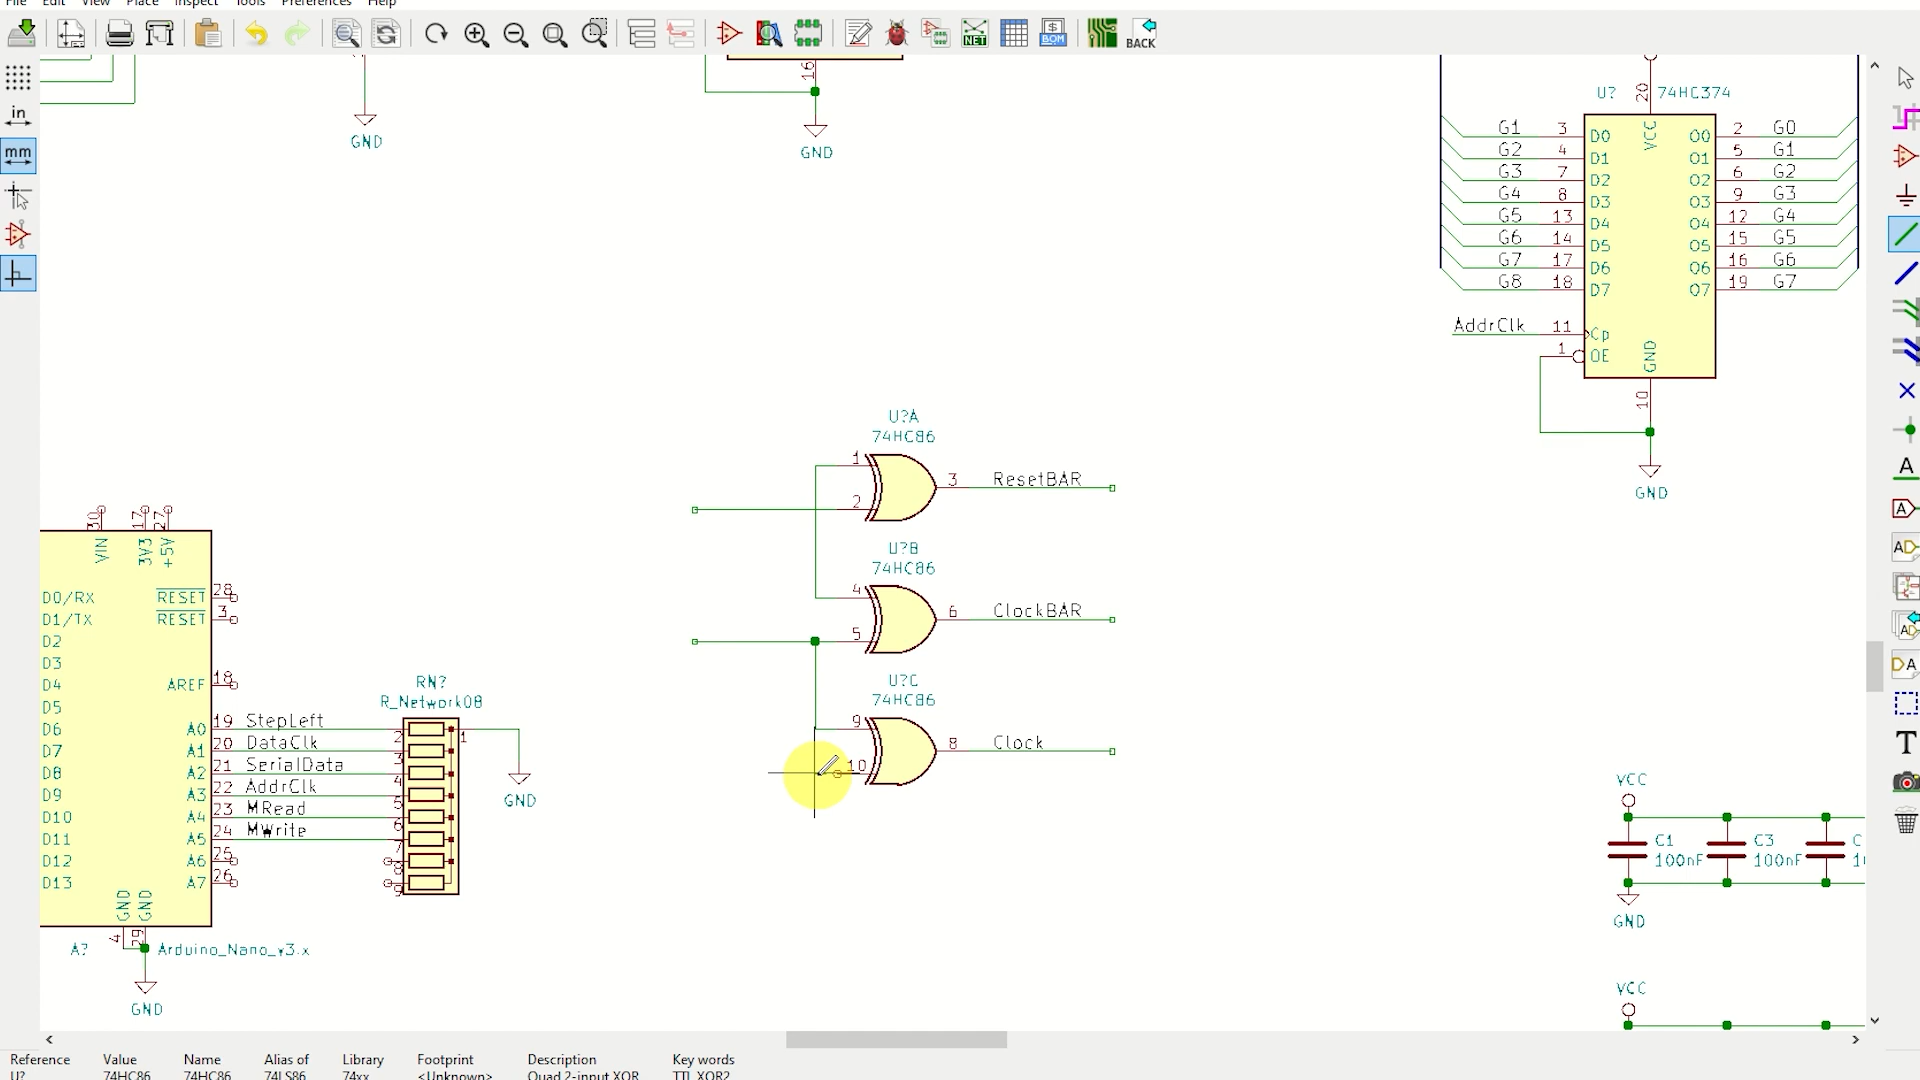 File Edit View Place Inspect Tools Preferences Help
NET
BOM
BACK
in
mm
16
GND
GND
U? 20 74HC374
VCC
G1 3 D0 O0 2 G0
G2 4 D1 O1 5 G1
G3 7 D2 O2 6 G2
G4 8 D3 O3 9 G3
G5 13 D4 O4 12 G4
G6 14 D5 O5 15 G5
G7 17 D6 O6 16 G6
G8 18 D7 O7 19 G7
AddrClk 11 Cp
1 OE GND
10
GND
U?A
74HC86
1
2
3 ResetBAR
U?B
74HC86
4
5
6 ClockBAR
U?C
74HC86
9
10
8 Clock
30 17 27
VIN 3V3 +5V
D0/RX RESET 28
D1/TX RESET 3
D2
D3
D4 AREF 18
D5
D6 A0 19 StepLeft
D7 A1 20 DataClk
D8 A2 21 SerialData
D9 A3 22 AddrClk
D10 A4 23 MRead
D11 A5 24 MWrite
D12 A6 25
D13 A7 26
GND GND
4 29
A? Arduino_Nano_v3.x
GND
RN?
R_Network08
1
2
3
4
5
6
7
8
9
GND
VCC
C1
100nF
C3
100nF
C
GND
VCC
A
A
AD
AD
DA
T
Reference Value Name Alias of Library Footprint Description Key words
U? 74HC86 74HC86 74LS86 74xx <Unknown> Quad 2-input XOR TTL XOR2